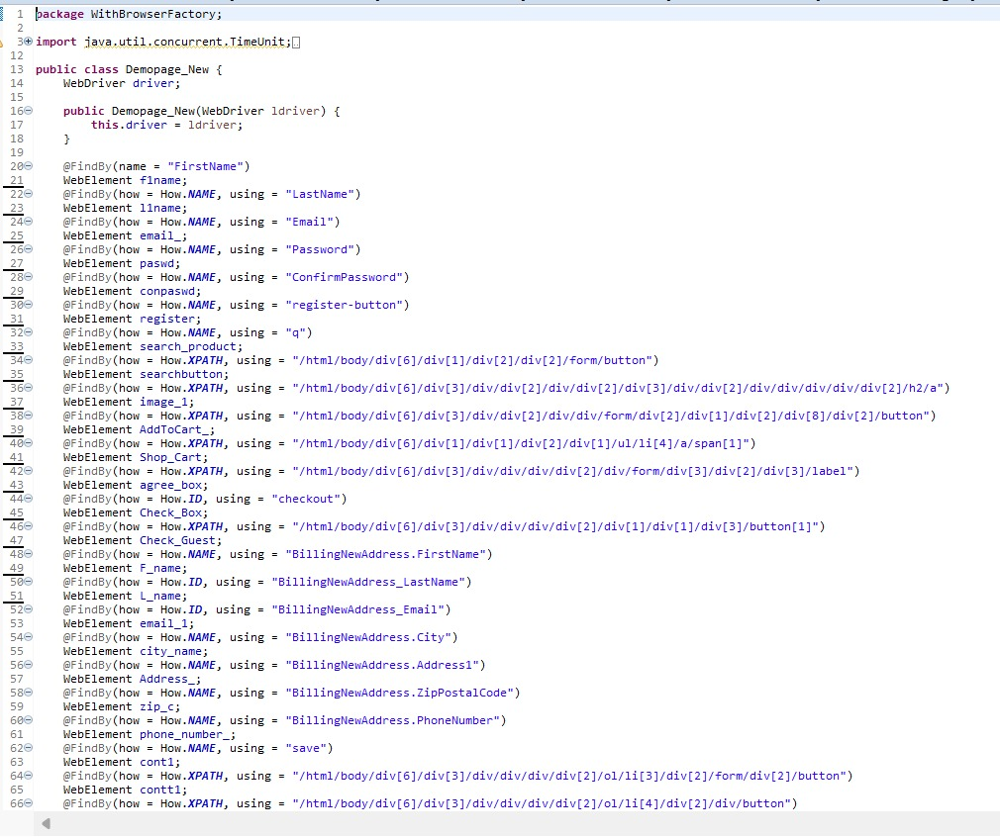 1 package WithBrowserFactory;
2
3 import java.util.concurrent.TimeUnit;
12
13 public class Demopage_New {
14 WebDriver driver;
15
16 public Demopage_New(WebDriver ldriver) {
17 this.driver = ldriver;
18 }
19
20 @FindBy(name = "FirstName")
21 WebElement f1name;
22 @FindBy(how = How.NAME, using = "LastName")
23 WebElement l1name;
24 @FindBy(how = How.NAME, using = "Email")
25 WebElement email_;
26 @FindBy(how = How.NAME, using = "Password")
27 WebElement paswd;
28 @FindBy(how = How.NAME, using = "ConfirmPassword")
29 WebElement conpaswd;
30 @FindBy(how = How.NAME, using = "register-button")
31 WebElement register;
32 @FindBy(how = How.NAME, using = "q")
33 WebElement search_product;
34 @FindBy(how = How.XPATH, using = "/html/body/div[6]/div[1]/div[2]/div[2]/form/button")
35 WebElement searchbutton;
36 @FindBy(how = How.XPATH, using = "/html/body/div[6]/div[3]/div/div[2]/div/div[2]/div[3]/div/div[2]/div/div/div/div/div[2]/h2/a")
37 WebElement image_1;
38 @FindBy(how = How.XPATH, using = "/html/body/div[6]/div[3]/div/div[2]/div/div/form/div[2]/div[1]/div[2]/div[8]/div[2]/button")
39 WebElement AddToCart_;
40 @FindBy(how = How.XPATH, using = "/html/body/div[6]/div[1]/div[1]/div[2]/div[1]/ul/li[4]/a/span[1]")
41 WebElement Shop_Cart;
42 @FindBy(how = How.XPATH, using = "/html/body/div[6]/div[3]/div/div/div/div[2]/div/form/div[3]/div[2]/div[3]/label")
43 WebElement agree_box;
44 @FindBy(how = How.ID, using = "checkout")
45 WebElement Check_Box;
46 @FindBy(how = How.XPATH, using = "/html/body/div[6]/div[3]/div/div/div/div[2]/div[1]/div[1]/div[3]/button[1]")
47 WebElement Check_Guest;
48 @FindBy(how = How.NAME, using = "BillingNewAddress.FirstName")
49 WebElement F_name;
50 @FindBy(how = How.ID, using = "BillingNewAddress_LastName")
51 WebElement L_name;
52 @FindBy(how = How.ID, using = "BillingNewAddress_Email")
53 WebElement email_1;
54 @FindBy(how = How.NAME, using = "BillingNewAddress.City")
55 WebElement city_name;
56 @FindBy(how = How.NAME, using = "BillingNewAddress.Address1")
57 WebElement Address_;
58 @FindBy(how = How.NAME, using = "BillingNewAddress.ZipPostalCode")
59 WebElement zip_c;
60 @FindBy(how = How.NAME, using = "BillingNewAddress.PhoneNumber")
61 WebElement phone_number_;
62 @FindBy(how = How.NAME, using = "save")
63 WebElement cont1;
64 @FindBy(how = How.XPATH, using = "/html/body/div[6]/div[3]/div/div/div/div[2]/ol/li[3]/div[2]/form/div[2]/button")
65 WebElement contt1;
66 @FindBy(how = How.XPATH, using = "/html/body/div[6]/div[3]/div/div/div/div[2]/ol/li[4]/div[2]/div/button")